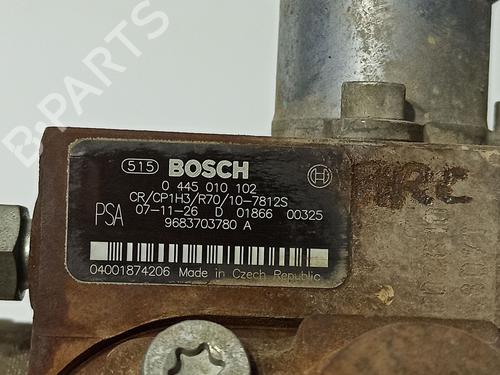 B-PARTS
515 BOSCH
0 445 010 102
CR/CP1H3/R70/10-7812S
PSA 07-11-26 D 01866 00325
9683703780 A
04001874206 Made in Czech Republic